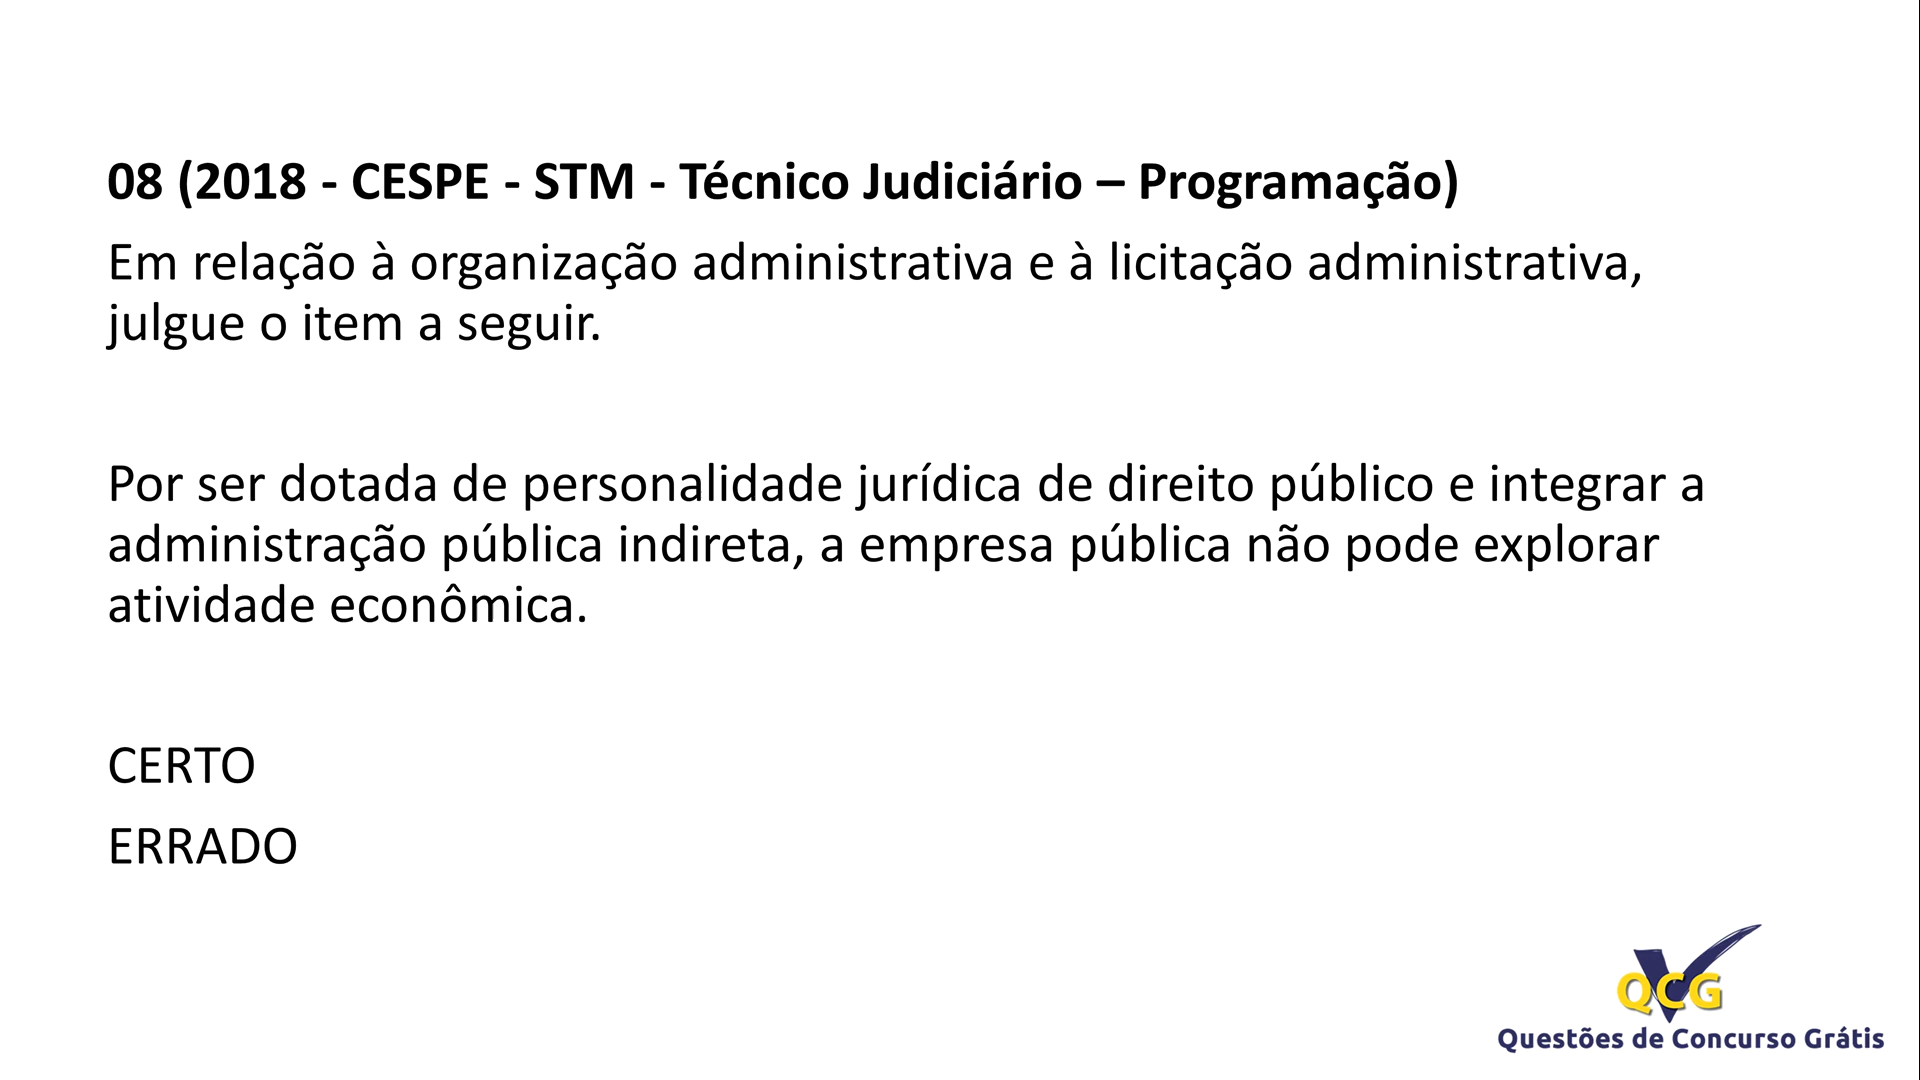 08 (2018 - CESPE - STM - Técnico Judiciário – Programação)
Em relação à organização administrativa e à licitação administrativa,
julgue o item a seguir.
Por ser dotada de personalidade jurídica de direito público e integrar a
administração pública indireta, a empresa pública não pode explorar
atividade econômica.
CERTO
ERRADO
QCG
Questões de Concurso Grátis